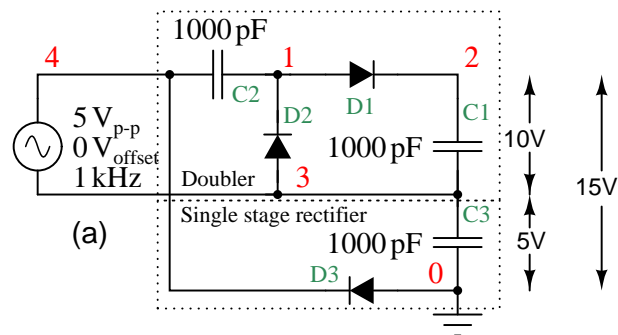 1000 pF
4
1
2
C2
D1
C1
D2
5 Vp-p
0 Voffset
1 kHz
1000 pF
10V
15V
3
Doubler
Single stage rectifier
(a)
C3
1000 pF
5V
D3
0